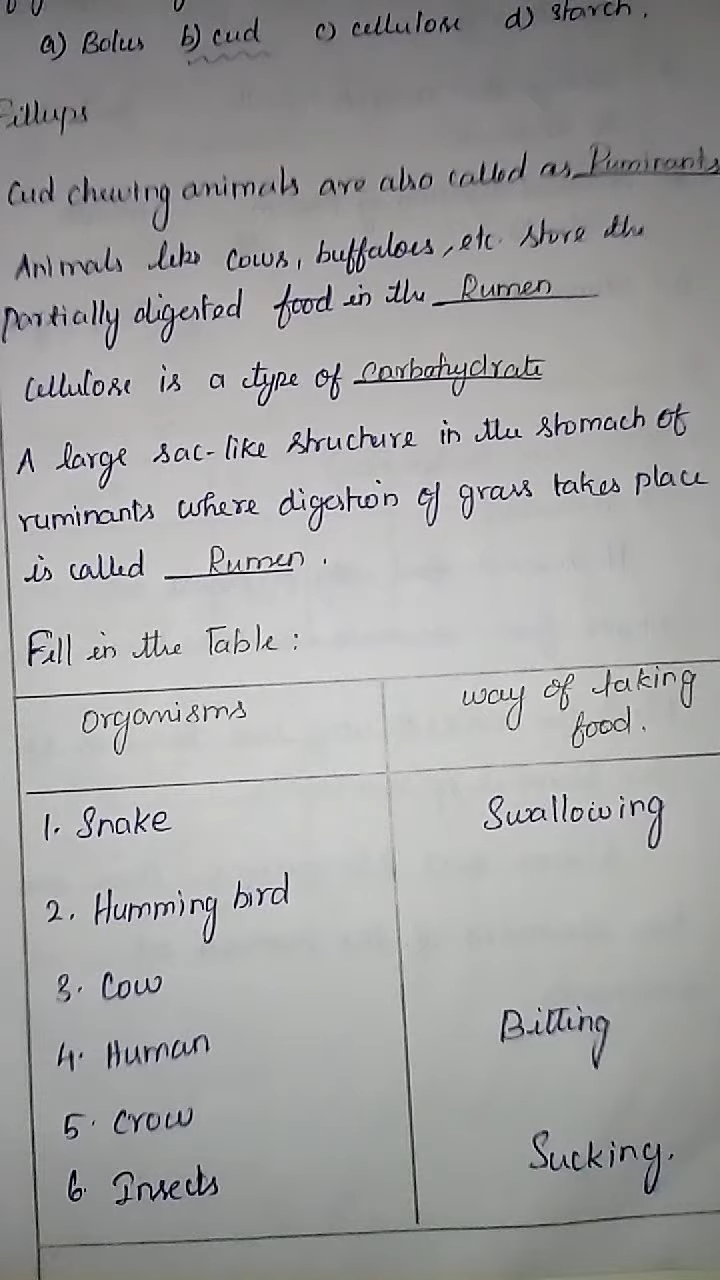 a) Bolus b) cud c) cellulose d) starch.
Fillups
Cud chewing animals are also called as Ruminants
Animals like cows, buffaloes, etc. store the
Partially digested food in the Rumen
Cellulose is a type of Carbohydrate
A large sac-like structure in the stomach of
ruminants where digestion of grass takes place
is called Rumen.
Fill in the Table:
Organisms
way of taking
food.
1. Snake
Swallowing
2. Humming bird
3. Cow
4. Human
Bitting
5. Crow
6. Insects
Sucking.